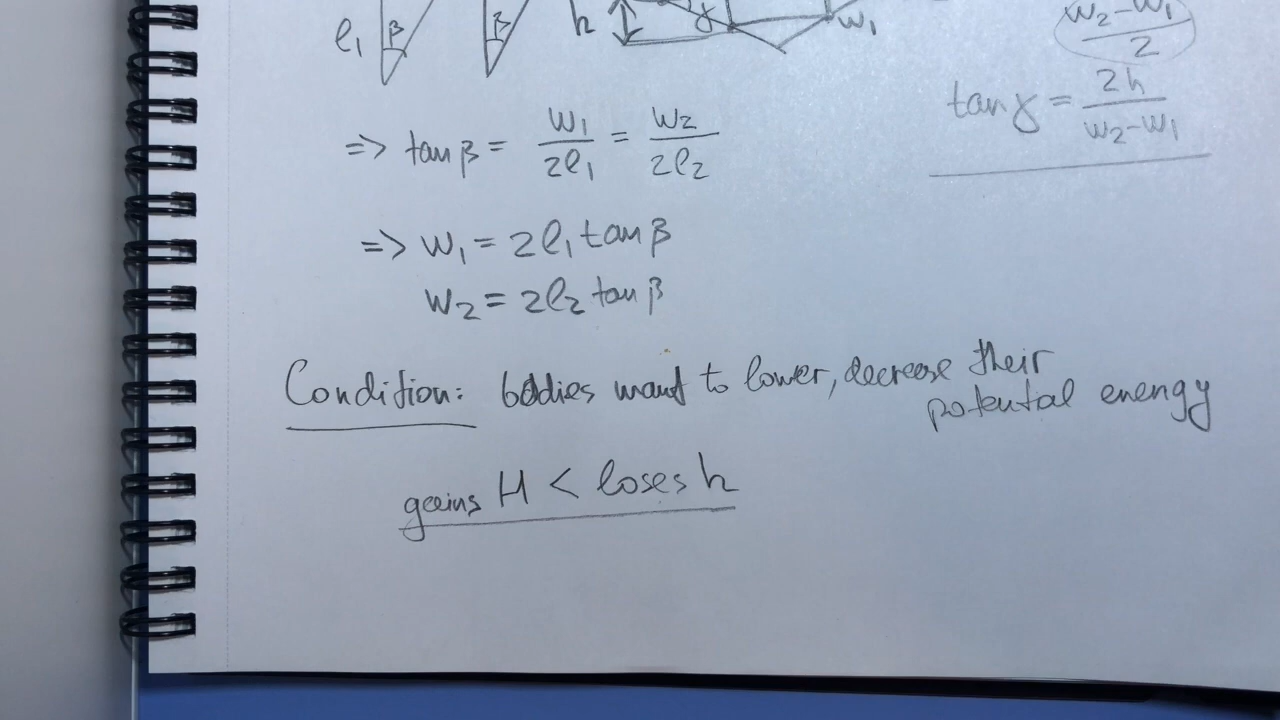 ℓ₁ β β h γ w₁
(w₂-w₁)/2
tan γ = 2h/(w₂-w₁)
=> tan β = w₁/2ℓ₁ = w₂/2ℓ₂
=> w₁ = 2ℓ₁ tan β
w₂ = 2ℓ₂ tan β
Condition: bodies want to lower, decrease their
potental energy
gains H < loses h